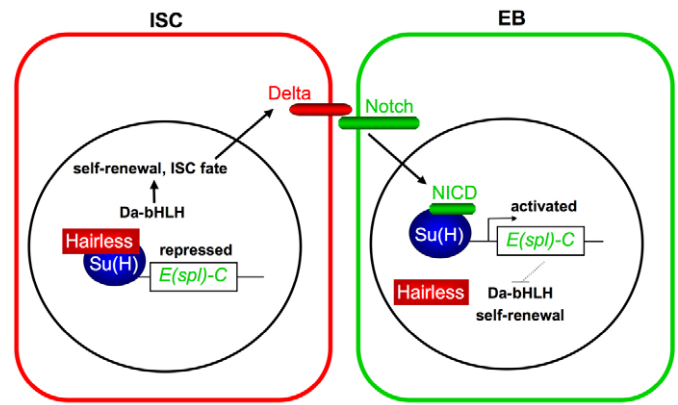 ISC
EB
Delta
Notch
self-renewal, ISC fate
Da-bHLH
Hairless
Su(H)
repressed
E(spl)-C
NICD
activated
Su(H)
E(spl)-C
Hairless
Da-bHLH
self-renewal